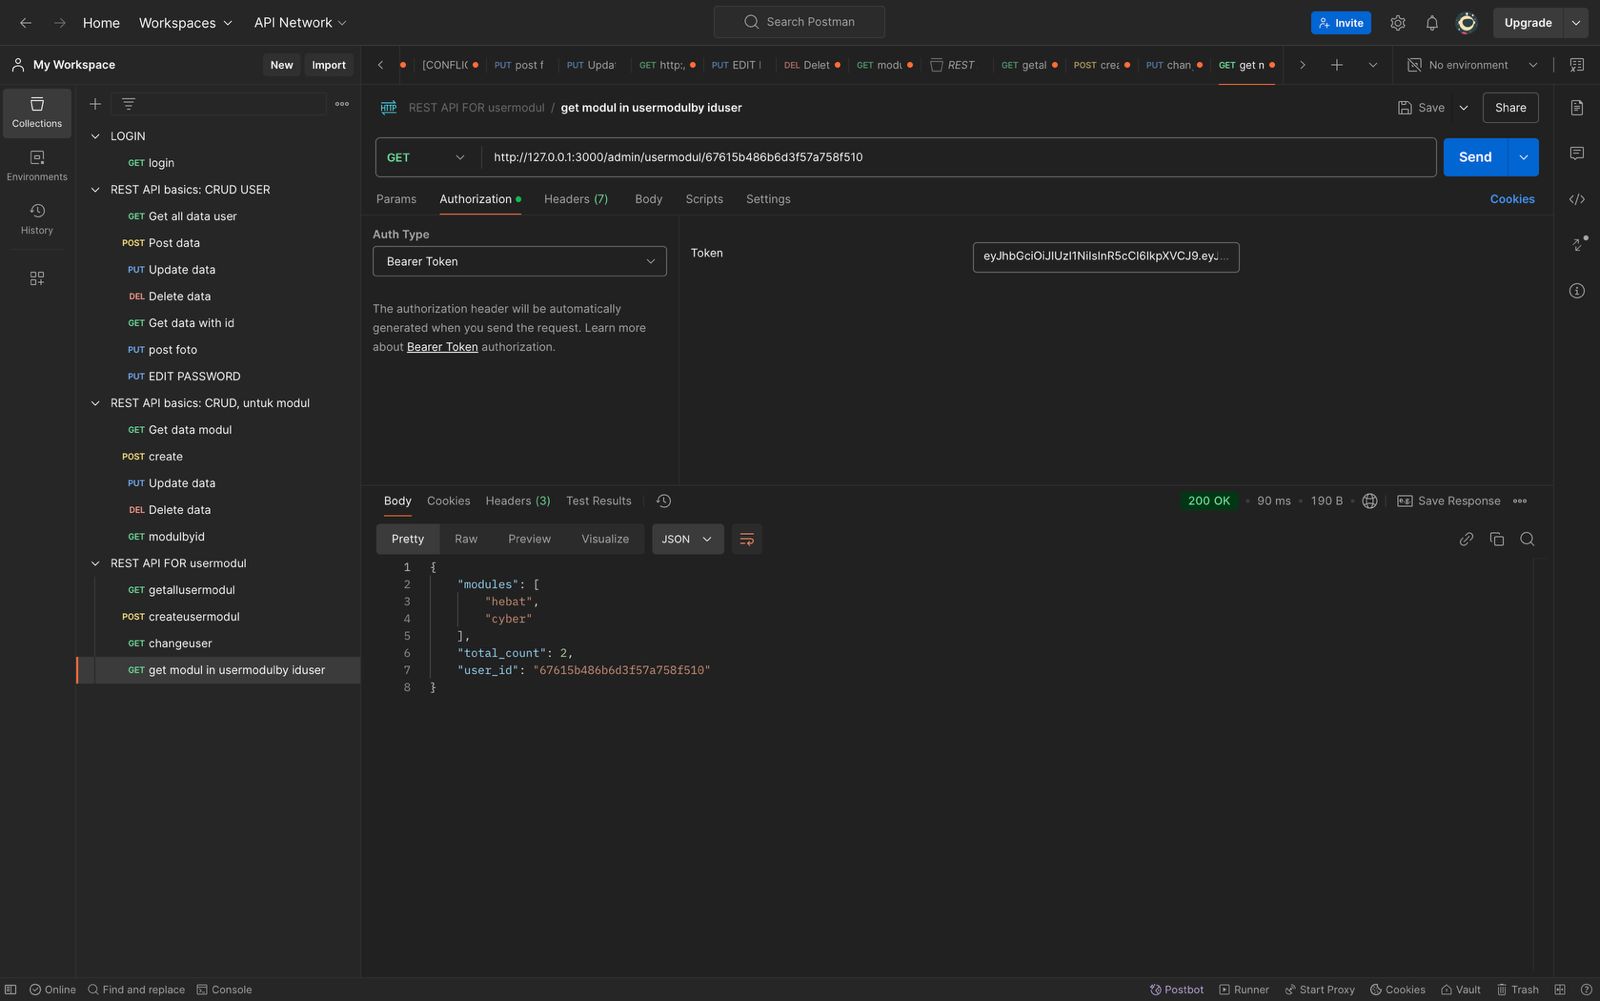 Home Workspaces API Network Search Postman Invite Upgrade
My Workspace New Import
[CONFLIC PUT post f PUT Updat GET http:, PUT EDIT DEL Delet GET modu REST GET getal POST crea PUT chan GET get m No environment
Collections
Environments
History
LOGIN
GET login
REST API basics: CRUD USER
GET Get all data user
POST Post data
PUT Update data
DEL Delete data
GET Get data with id
PUT post foto
PUT EDIT PASSWORD
REST API basics: CRUD, untuk modul
GET Get data modul
POST create
PUT Update data
DEL Delete data
GET modulbyid
REST API FOR usermodul
GET getallusermodul
POST createusermodul
GET changeuser
GET get modul in usermodulby iduser
HTTP REST API FOR usermodul / get modul in usermodulby iduser Save Share
GET http://127.0.0.1:3000/admin/usermodul/67615b486b6d3f57a758f510 Send
Params Authorization Headers (7) Body Scripts Settings Cookies
Auth Type
Bearer Token
The authorization header will be automatically
generated when you send the request. Learn more
about Bearer Token authorization.
Token eyJhbGciOiJIUzI1NiIsInR5cCI6IkpXVCJ9.eyJ...
Body Cookies Headers (3) Test Results 200 OK • 90 ms • 190 B • e.g. Save Response
Pretty Raw Preview Visualize JSON
1 {
2 "modules": [
3 "hebat",
4 "cyber"
5 ],
6 "total_count": 2,
7 "user_id": "67615b486b6d3f57a758f510"
8 }
Online Find and replace Console Postbot Runner Start Proxy Cookies Vault Trash